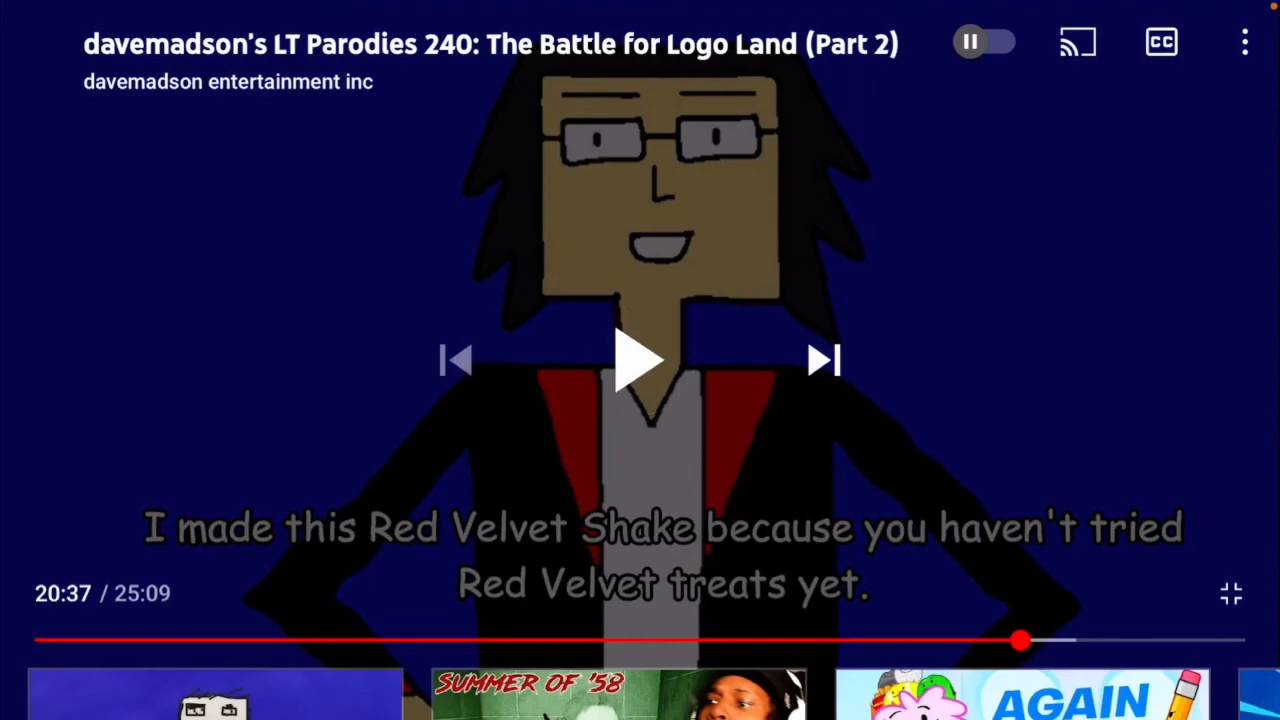 davemadson's LT Parodies 240: The Battle for Logo Land (Part 2)
davemadson entertainment inc
CC
I made this Red Velvet Shake because you haven't tried
Red Velvet treats yet.
20:37 / 25:09
SUMMER OF '58
AGAIN